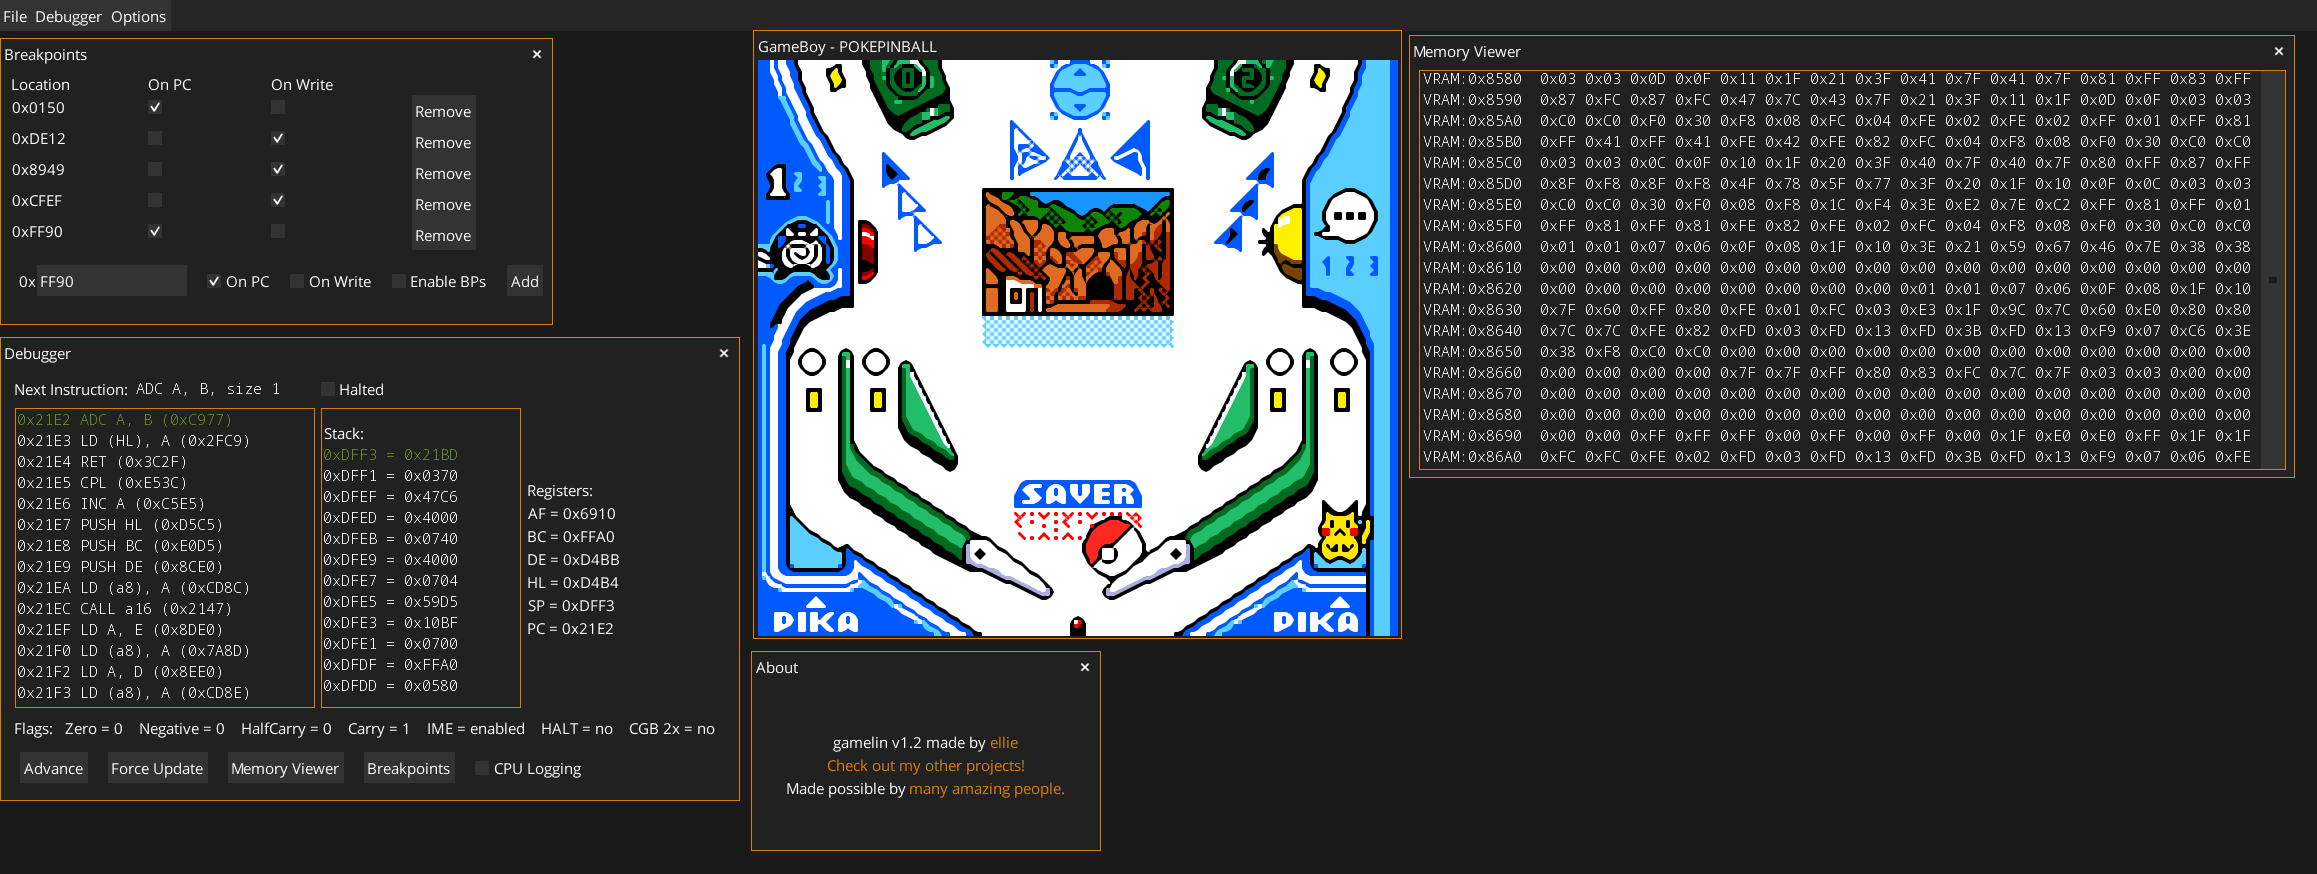 File Debugger Options
Breakpoints
Location On PC On Write
0x0150 Remove
0xDE12 Remove
0x8949 Remove
0xCFEF Remove
0xFF90 Remove
0x FF90 On PC On Write Enable BPs Add
Debugger
Next Instruction: ADC A, B, size 1 Halted
0x21E2 ADC A, B (0xC977)
0x21E3 LD (HL), A (0x2FC9)
0x21E4 RET (0x3C2F)
0x21E5 CPL (0xE53C)
0x21E6 INC A (0xC5E5)
0x21E7 PUSH HL (0xD5C5)
0x21E8 PUSH BC (0xE0D5)
0x21E9 PUSH DE (0x8CE0)
0x21EA LD (a8), A (0xCD8C)
0x21EC CALL a16 (0x2147)
0x21EF LD A, E (0x8DE0)
0x21F0 LD (a8), A (0x7A8D)
0x21F2 LD A, D (0x8EE0)
0x21F3 LD (a8), A (0xCD8E)
Stack:
0xDFF3 = 0x21BD
0xDFF1 = 0x0370
0xDFEF = 0x47C6
0xDFED = 0x4000
0xDFEB = 0x0740
0xDFE9 = 0x4000
0xDFE7 = 0x0704
0xDFE5 = 0x59D5
0xDFE3 = 0x10BF
0xDFE1 = 0x0700
0xDFDF = 0xFFA0
0xDFDD = 0x0580
Registers:
AF = 0x6910
BC = 0xFFA0
DE = 0xD4BB
HL = 0xD4B4
SP = 0xDFF3
PC = 0x21E2
Flags: Zero = 0 Negative = 0 HalfCarry = 0 Carry = 1 IME = enabled HALT = no CGB 2x = no
Advance Force Update Memory Viewer Breakpoints CPU Logging
GameBoy - POKEPINBALL
0 2
1 2 3
1 2 3
SAVER
PIKA PIKA
About
gamelin v1.2 made by ellie
Check out my other projects!
Made possible by many amazing people.
Memory Viewer
VRAM:0x8580 0x03 0x03 0x0D 0x0F 0x11 0x1F 0x21 0x3F 0x41 0x7F 0x41 0x7F 0x81 0xFF 0x83 0xFF
VRAM:0x8590 0x87 0xFC 0x87 0xFC 0x47 0x7C 0x43 0x7F 0x21 0x3F 0x11 0x1F 0x0D 0x0F 0x03 0x03
VRAM:0x85A0 0xC0 0xC0 0xF0 0x30 0xF8 0x08 0xFC 0x04 0xFE 0x02 0xFE 0x02 0xFF 0x01 0xFF 0x81
VRAM:0x85B0 0xFF 0x41 0xFF 0x41 0xFE 0x42 0xFE 0x82 0xFC 0x04 0xF8 0x08 0xF0 0x30 0xC0 0xC0
VRAM:0x85C0 0x03 0x03 0x0C 0x0F 0x10 0x1F 0x20 0x3F 0x40 0x7F 0x40 0x7F 0x80 0xFF 0x87 0xFF
VRAM:0x85D0 0x8F 0xF8 0x8F 0xF8 0x4F 0x78 0x5F 0x77 0x3F 0x20 0x1F 0x10 0x0F 0x0C 0x03 0x03
VRAM:0x85E0 0xC0 0xC0 0x30 0xF0 0x08 0xF8 0x1C 0xF4 0x3E 0xE2 0x7E 0xC2 0xFF 0x81 0xFF 0x01
VRAM:0x85F0 0xFF 0x81 0xFF 0x81 0xFE 0x82 0xFE 0x02 0xFC 0x04 0xF8 0x08 0xF0 0x30 0xC0 0xC0
VRAM:0x8600 0x01 0x01 0x07 0x06 0x0F 0x08 0x1F 0x10 0x3E 0x21 0x59 0x67 0x46 0x7E 0x38 0x38
VRAM:0x8610 0x00 0x00 0x00 0x00 0x00 0x00 0x00 0x00 0x00 0x00 0x00 0x00 0x00 0x00 0x00 0x00
VRAM:0x8620 0x00 0x00 0x00 0x00 0x00 0x00 0x00 0x00 0x01 0x01 0x07 0x06 0x0F 0x08 0x1F 0x10
VRAM:0x8630 0x7F 0x60 0xFF 0x80 0xFE 0x01 0xFC 0x03 0xE3 0x1F 0x9C 0x7C 0x60 0xE0 0x80 0x80
VRAM:0x8640 0x7C 0x7C 0xFE 0x82 0xFD 0x03 0xFD 0x13 0xFD 0x3B 0xFD 0x13 0xF9 0x07 0xC6 0x3E
VRAM:0x8650 0x38 0xF8 0xC0 0xC0 0x00 0x00 0x00 0x00 0x00 0x00 0x00 0x00 0x00 0x00 0x00 0x00
VRAM:0x8660 0x00 0x00 0x00 0x00 0x7F 0x7F 0xFF 0x80 0x83 0xFC 0x7C 0x7F 0x03 0x03 0x00 0x00
VRAM:0x8670 0x00 0x00 0x00 0x00 0x00 0x00 0x00 0x00 0x00 0x00 0x00 0x00 0x00 0x00 0x00 0x00
VRAM:0x8680 0x00 0x00 0x00 0x00 0x00 0x00 0x00 0x00 0x00 0x00 0x00 0x00 0x00 0x00 0x00 0x00
VRAM:0x8690 0x00 0x00 0xFF 0xFF 0xFF 0x00 0xFF 0x00 0xFF 0x00 0x1F 0xE0 0xE0 0xFF 0x1F 0x1F
VRAM:0x86A0 0xFC 0xFC 0xFE 0x02 0xFD 0x03 0xFD 0x13 0xFD 0x3B 0xFD 0x13 0xF9 0x07 0x06 0xFE